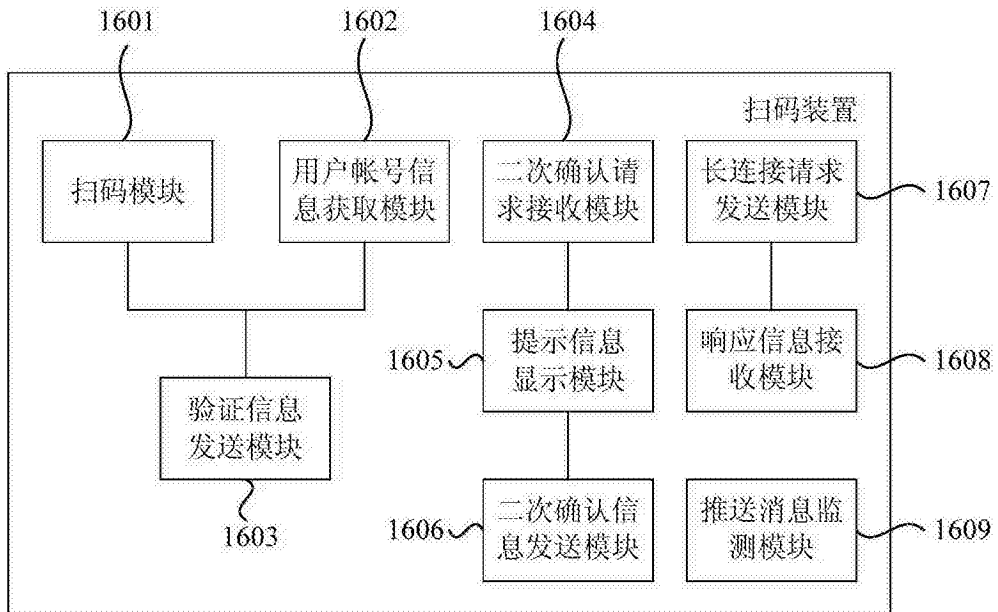 1601
1602
1604
扫码装置
扫码模块
用户帐号信
息获取模块
二次确认请
求接收模块
长连接请求
发送模块
1607
1605
提示信息
显示模块
响应信息接
收模块
1608
验证信息
发送模块
1603
1606
二次确认信
息发送模块
推送消息监
测模块
1609